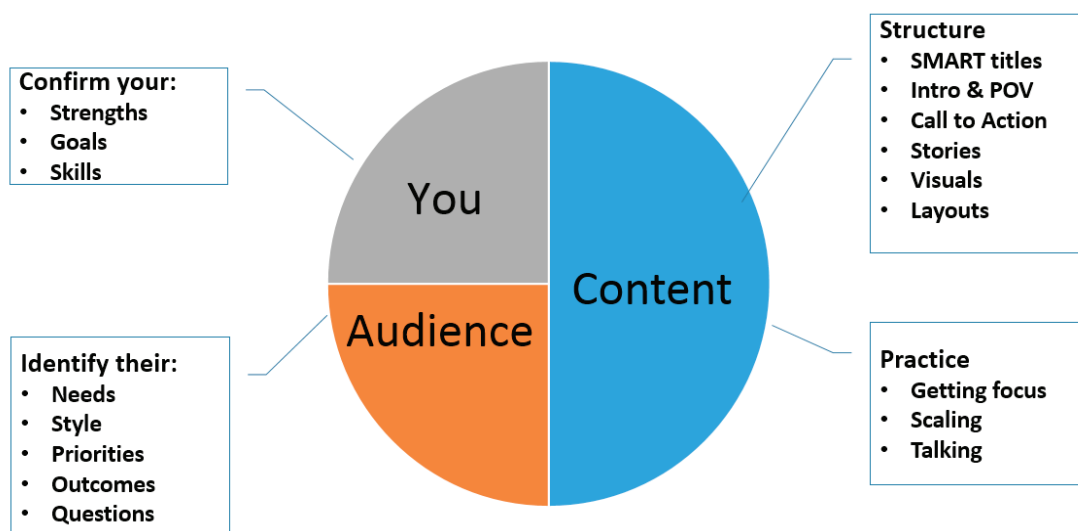 Confirm your:
• Strengths
• Goals
• Skills
You
Audience
Content
Identify their:
• Needs
• Style
• Priorities
• Outcomes
• Questions
Structure
• SMART titles
• Intro & POV
• Call to Action
• Stories
• Visuals
• Layouts
Practice
• Getting focus
• Scaling
• Talking